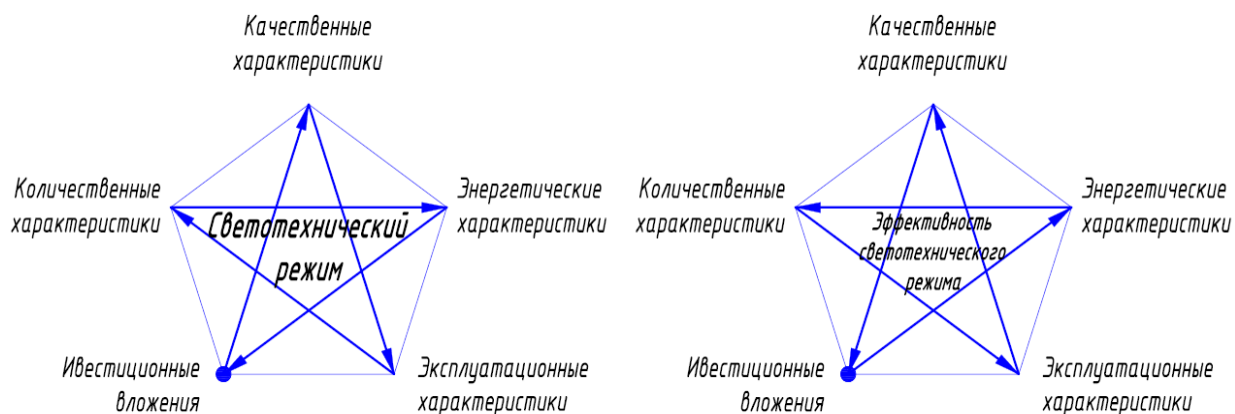 Качественные
характеристики
Количественные
характеристики
Энергетические
характеристики
Светотехнический
режим
Ивестиционные
вложения
Эксплуатационные
характеристики
Качественные
характеристики
Количественные
характеристики
Энергетические
характеристики
Эффективность
светотехнического
режима
Ивестиционные
вложения
Эксплуатационные
характеристики